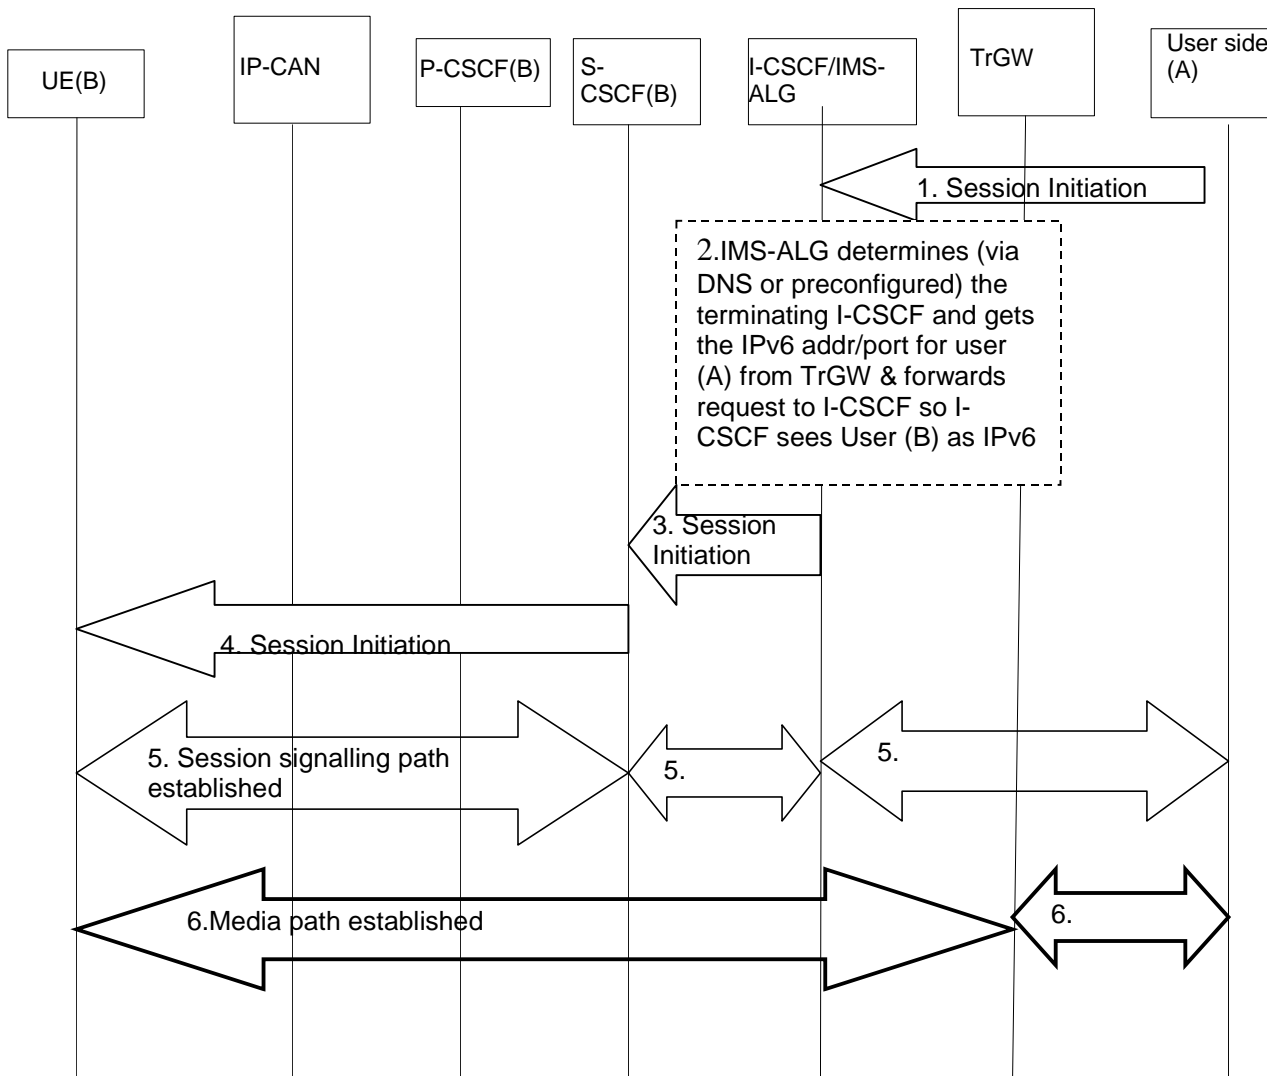 UE(B)
IP-CAN
P-CSCF(B)
S-
CSCF(B)
I-CSCF/IMS-
ALG
TrGW
User side
(A)
1. Session Initiation
2.IMS-ALG determines (via
DNS or preconfigured) the
terminating I-CSCF and gets
the IPv6 addr/port for user
(A) from TrGW & forwards
request to I-CSCF so I-
CSCF sees User (B) as IPv6
3. Session
Initiation
4. Session Initiation
5. Session signalling path
established
5.
5.
6.Media path established
6.